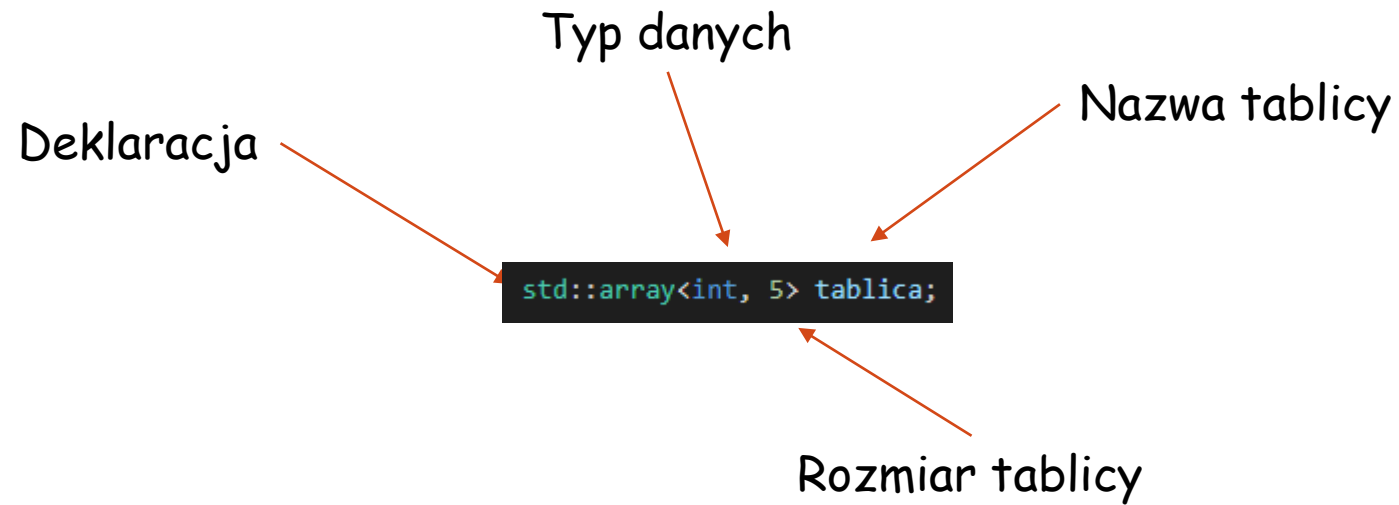 Typ danych
Nazwa tablicy
Deklaracja
std::array<int, 5> tablica;
Rozmiar tablicy